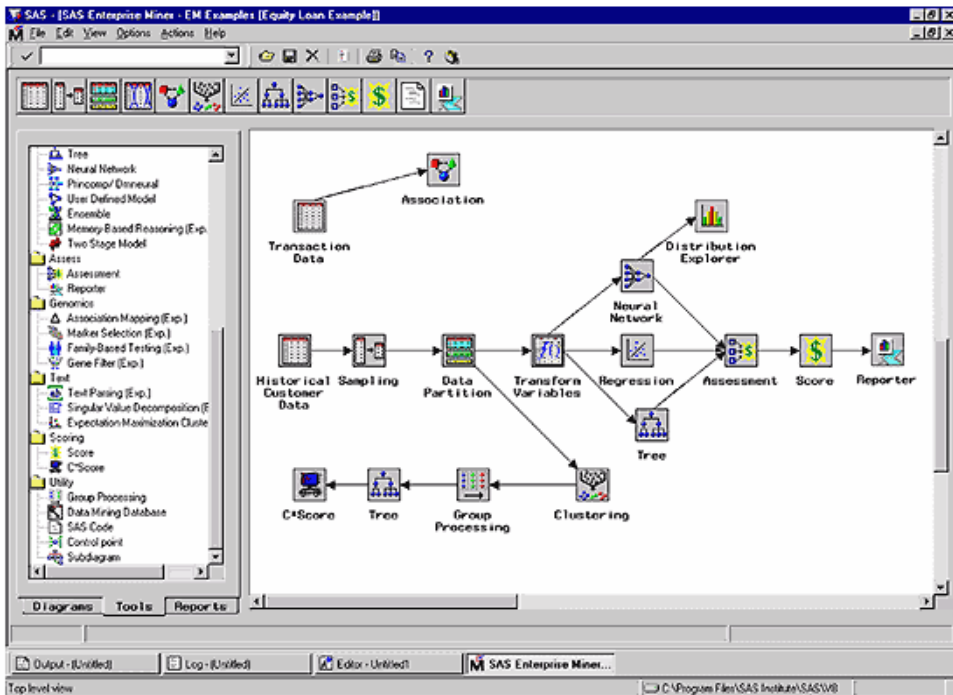 SAS - [SAS Enterprise Miner - EM Examples [Equity Loan Example]]
File Edit View Options Actions Help
Tree
Neural Network
Princomp/ Dmneural
User Defined Model
Ensemble
Memory-Based Reasoning (Exp.
Two Stage Model
Assess
Assessment
Reporter
Genomics
Association Mapping (Exp.)
Marker Selection (Exp.)
Family-Based Testing (Exp.)
Gene Filter (Exp.)
Text
Text Parsing (Exp.)
Singular Value Decomposition (E
Expectation Maximization Cluste
Scoring
Score
C*Score
Utility
Group Processing
Data Mining Database
SAS Code
Control point
Subdiagram
Diagrams Tools Reports
Association
Transaction
Data
Distribution
Explorer
Neural
Network
Historical
Customer
Data
Sampling
Data
Partition
Transform
Variables
Regression
Assessment
Score
Reporter
Tree
C*Score
Tree
Group
Processing
Clustering
Output - (Untitled) Log - (Untitled) Editor - Untitled1 SAS Enterprise Miner...
Top level view C:\Program Files\SAS Institute\SAS\V8